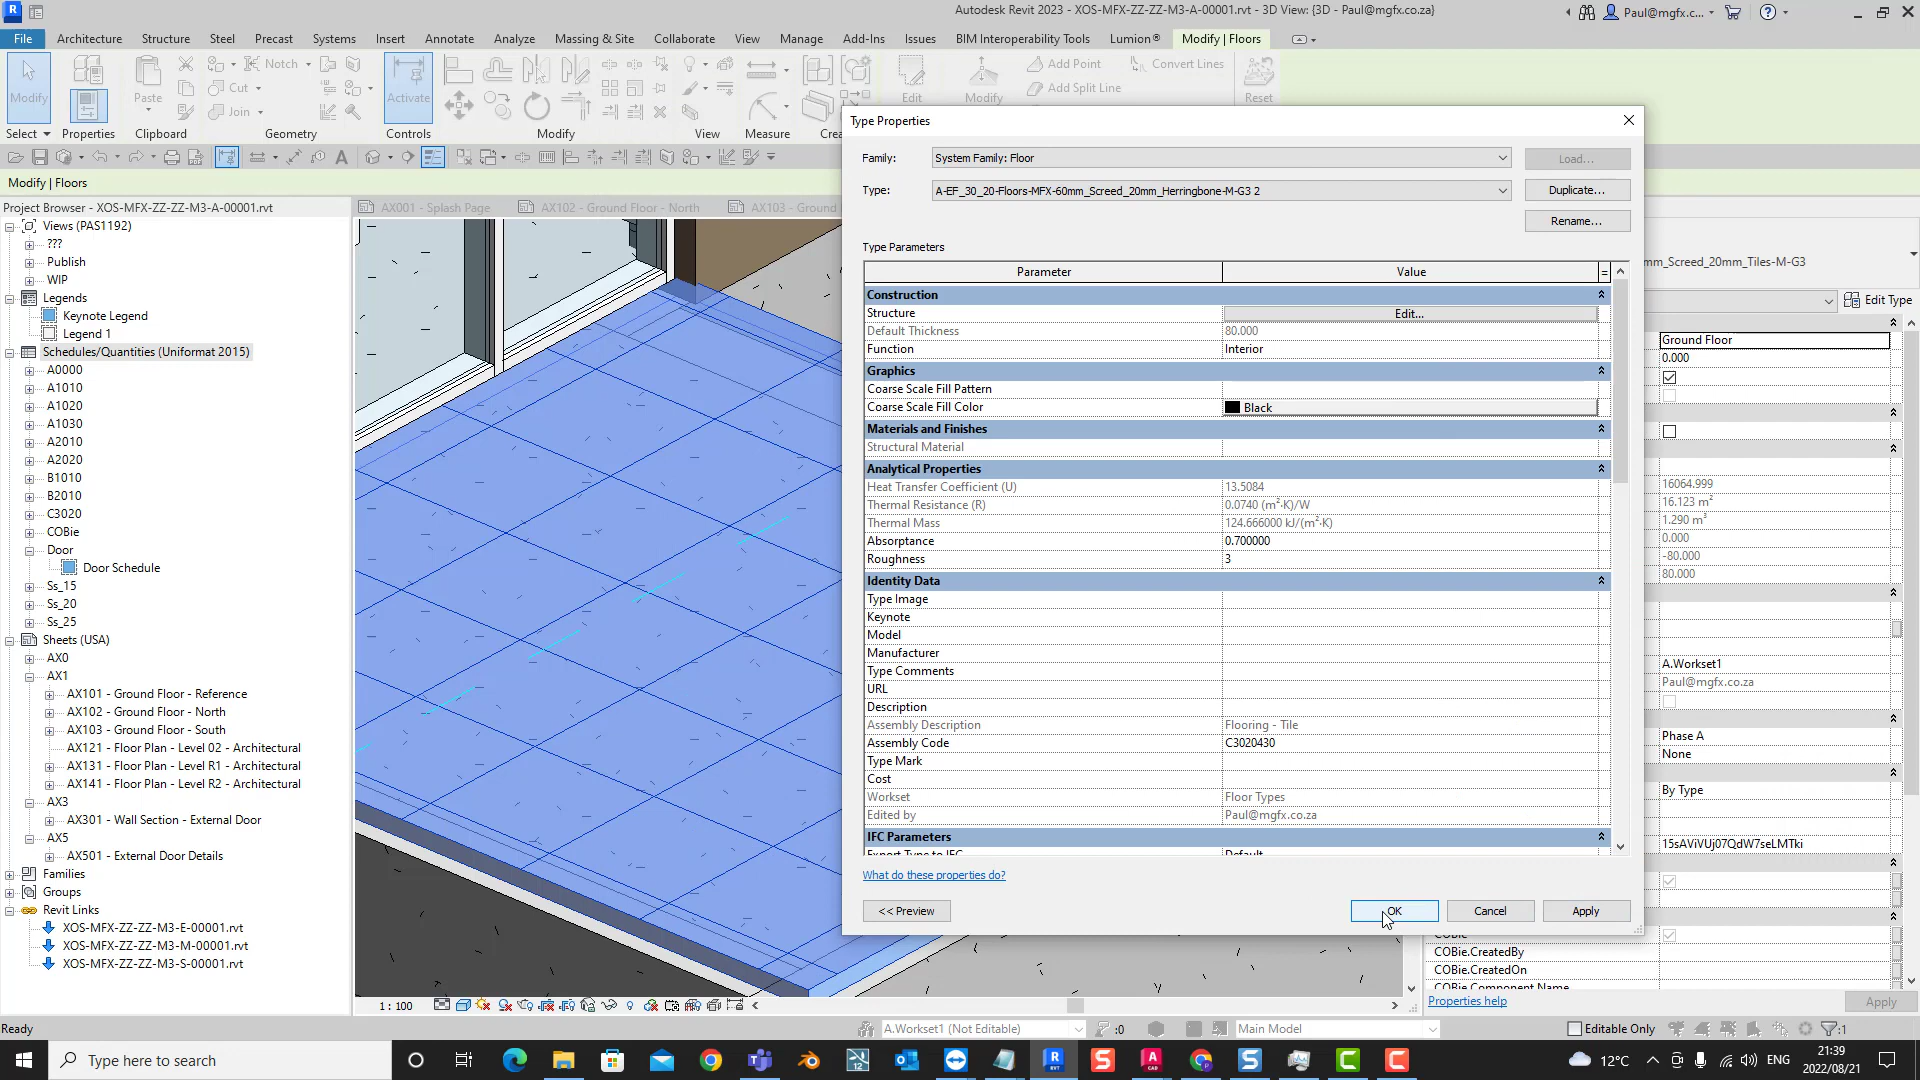 Autodesk Revit 2023 - XOS-MFX-ZZ-ZZ-M3-A-00001.rvt - 3D View: {3D - Paul@mgfx.co.za}
Paul@mgfx.c...
File Architecture Structure Steel Precast Systems Insert Annotate Analyze Massing & Site Collaborate View Manage Add-Ins Issues BIM Interoperability Tools Lumion® Modify | Floors
Modify
Paste
Notch
Cut
Join
Activate
Edit
Modify
Add Point
Add Split Line
Convert Lines
Reset
Select Properties Clipboard Geometry Controls Modify View Measure
Modify | Floors
Project Browser - XOS-MFX-ZZ-ZZ-M3-A-00001.rvt
Views (PAS1192)
???
Publish
WIP
Legends
Keynote Legend
Legend 1
Schedules/Quantities (Uniformat 2015)
A0000
A1010
A1020
A1030
A2010
A2020
B1010
B2010
C3020
COBie
Door
Door Schedule
Ss_15
Ss_20
Ss_25
Sheets (USA)
AX0
AX1
AX101 - Ground Floor - Reference
AX102 - Ground Floor - North
AX103 - Ground Floor - South
AX121 - Floor Plan - Level 02 - Architectural
AX131 - Floor Plan - Level R1 - Architectural
AX141 - Floor Plan - Level R2 - Architectural
AX3
AX301 - Wall Section - External Door
AX5
AX501 - External Door Details
Families
Groups
Revit Links
XOS-MFX-ZZ-ZZ-M3-E-00001.rvt
XOS-MFX-ZZ-ZZ-M3-M-00001.rvt
XOS-MFX-ZZ-ZZ-M3-S-00001.rvt
AX001 - Splash Page
AX102 - Ground Floor - North
AX103 - Ground
Type Properties
Family: System Family: Floor Load...
Type: A-EF_30_20-Floors-MFX-60mm_Screed_20mm_Herringbone-M-G3 2 Duplicate...
Rename...
Type Parameters
Parameter Value =
Construction
Structure Edit...
Default Thickness 80.000
Function Interior
Graphics
Coarse Scale Fill Pattern
Coarse Scale Fill Color Black
Materials and Finishes
Structural Material
Analytical Properties
Heat Transfer Coefficient (U) 13.5084
Thermal Resistance (R) 0.0740 (m²·K)/W
Thermal Mass 124.666000 kJ/(m²·K)
Absorptance 0.700000
Roughness 3
Identity Data
Type Image
Keynote
Model
Manufacturer
Type Comments
URL
Description
Assembly Description Flooring - Tile
Assembly Code C3020430
Type Mark
Cost
Workset Floor Types
Edited by Paul@mgfx.co.za
IFC Parameters
Export Type to IFC Default
What do these properties do?
<< Preview OK Cancel Apply
mm_Screed_20mm_Tiles-M-G3
Edit Type
Ground Floor
0.000
16064.999
16.123 m²
1.290 m³
0.000
-80.000
80.000
A.Workset1
Paul@mgfx.co.za
Phase A
None
By Type
15sAViVUj07QdW7seLMTki
COBie
COBie.CreatedBy
COBie.CreatedOn
COBie.Component.Name
Properties help Apply
1 : 100
Ready
A.Workset1 (Not Editable)
:0
Main Model
Editable Only
:1
Type here to search
12°C
ENG
21:39
2022/08/21